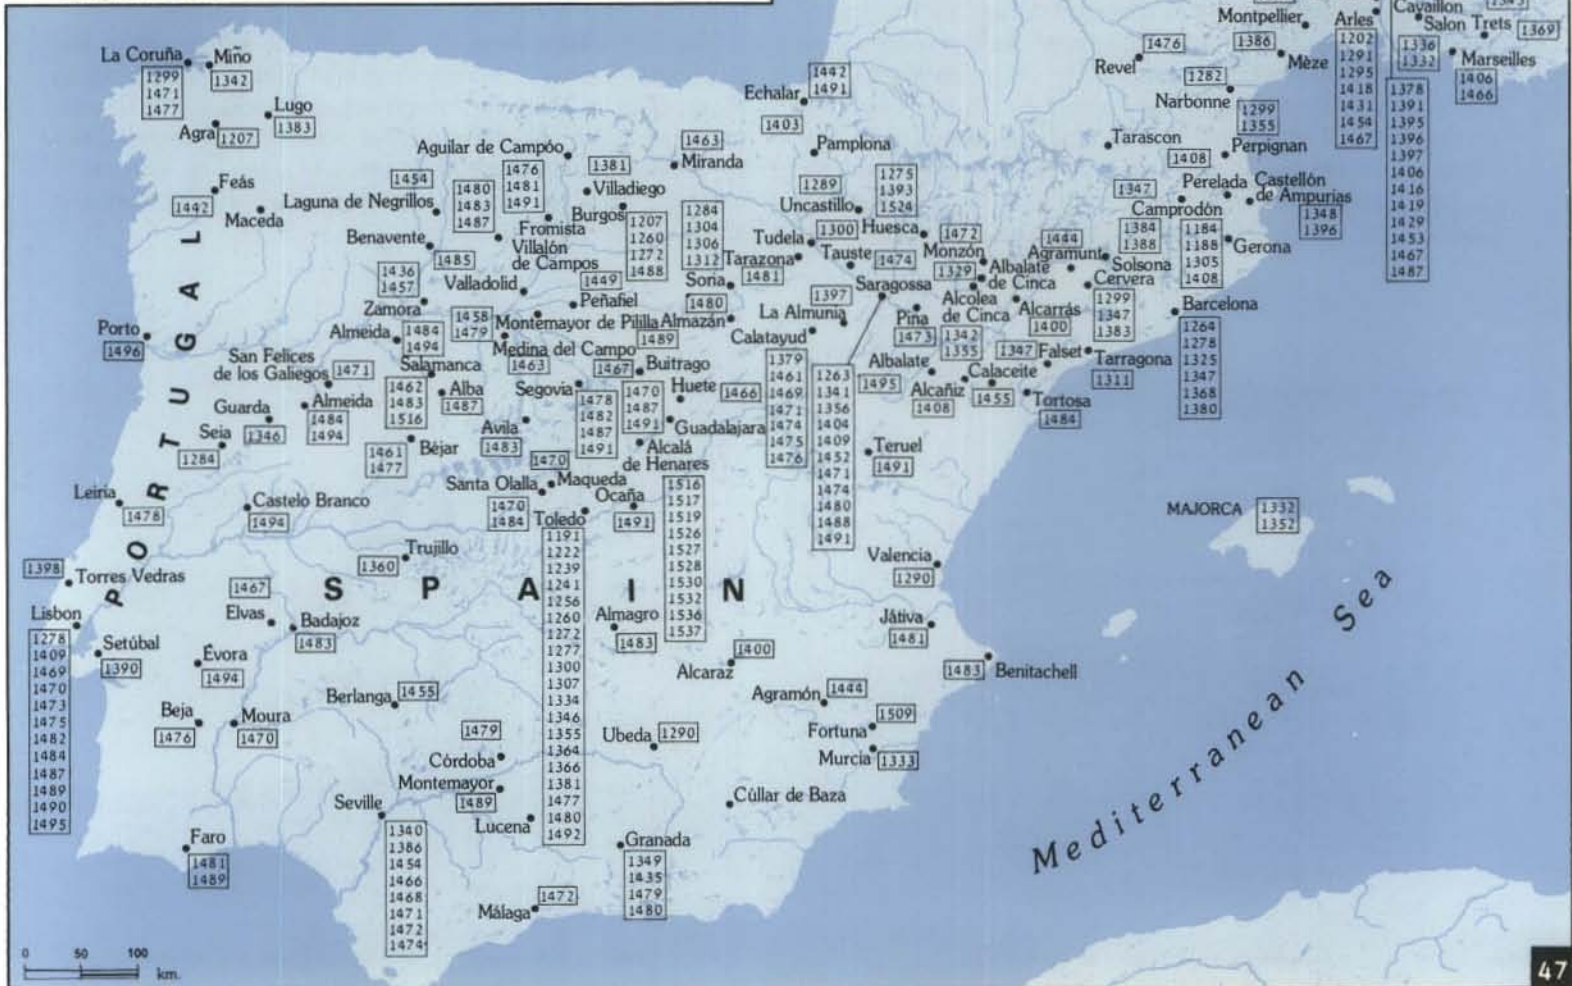 Montpellier
1386
Mèze
Arles
1202
1291
1295
1418
1431
1454
1467
Cavaillon
Salon
1336
1332
Trets
1369
Marseilles
1406
1466
1378
1391
1395
1396
1397
1406
1416
1419
1429
1453
1467
1487
La Coruña
1299
1471
1477
Miño
1342
Lugo
1383
Agra
1207
Feás
1442
Maceda
Revel
1476
1282
Narbonne
1299
1355
Echalar
1442
1491
1403
Pamplona
Tarascon
Perpignan
1408
Aguilar de Campóo
1476
1481
1491
1381
Villadiego
1463
Miranda
1454
Laguna de Negrillos
1480
1483
1487
Fromista
Burgos
1207
1260
1272
1488
1284
1304
1306
1312
Benavente
1485
Villalón
de Campos
1289
Uncastillo
1275
1393
1524
Huesca
Tudela
1300
Tarazona
1481
Tauste
1474
1472
Monzón
1329
Albalate
de Cinca
1444
Agramunt
Solsona
1347
Perelada
Castellón
de Ampurias
1348
1396
Camprodón
1384
1388
1184
1188
1305
1408
Gerona
Cervera
1299
1347
1383
Barcelona
1264
1278
1325
1347
1368
1380
1436
1457
Zamora
Valladolid
1449
Peñafiel
Soria
1480
Almazán
1397
La Almunia
Saragossa
Pina
1473
Alcolea
de Cinca
1342
1355
Alcarrás
1400
1458
1479
Montemayor de Pililla
1489
Calatayud
1379
1461
1469
1471
1474
1475
1476
1263
1341
1356
1404
1409
1452
1471
1474
1480
1488
1491
Porto
1496
Almeida
1484
1494
Medina del Campo
1463
1467
Buitrago
Albalate
1495
1347
Falset
Tarragona
1311
Calaceite
1455
Alcañiz
1408
Tortosa
1484
San Felices
de los Galiegos
1471
Salamanca
1462
1483
1516
Alba
1487
Segovia
1478
1482
1487
1491
1470
1487
1491
Huete
1466
Guadalajara
Guarda
1346
Almeida
1484
1494
Seia
1284
Béjar
1461
1477
Avila
1483
Alcalá
de Henares
1516
1517
1519
1526
1527
1528
1530
1532
1536
1537
Teruel
1491
1470
Maqueda
Santa Olalla
1470
1484
Ocaña
1491
Toledo
1191
1222
1239
1241
1256
1260
1272
1277
1300
1307
1334
1346
1355
1364
1366
1381
1477
1480
1492
Leiria
1478
Castelo Branco
1494
MAJORCA
1332
1352
Trujillo
1360
Valencia
1290
1398
Torres Vedras
1467
Elvas
Badajoz
1483
PORTUGAL
SPAIN
Mediterranean Sea
Almagro
1483
Játiva
1481
Lisbon
1278
1409
1469
1470
1473
1475
1482
1484
1487
1489
1490
1495
Setúbal
1390
Évora
1494
Alcaraz
1400
1483
Benitachell
Berlanga
1455
Agramón
1444
Beja
1476
Moura
1470
1479
Córdoba
Ubeda
1290
Fortuna
1509
Murcia
1333
Montemayor
1489
Seville
1340
1386
1454
1466
1468
1471
1472
1474
Lucena
Cùllar de Baza
Faro
1481
1489
Granada
1349
1435
1479
1480
Málaga
1472
0 50 100
km.
47